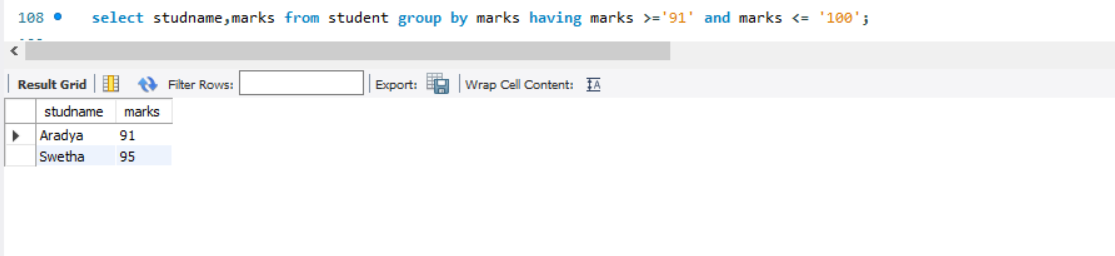 108 select studname,marks from student group by marks having marks >='91' and marks <= '100';
Result Grid Filter Rows: Export: Wrap Cell Content:
studname marks
Aradya 91
Swetha 95